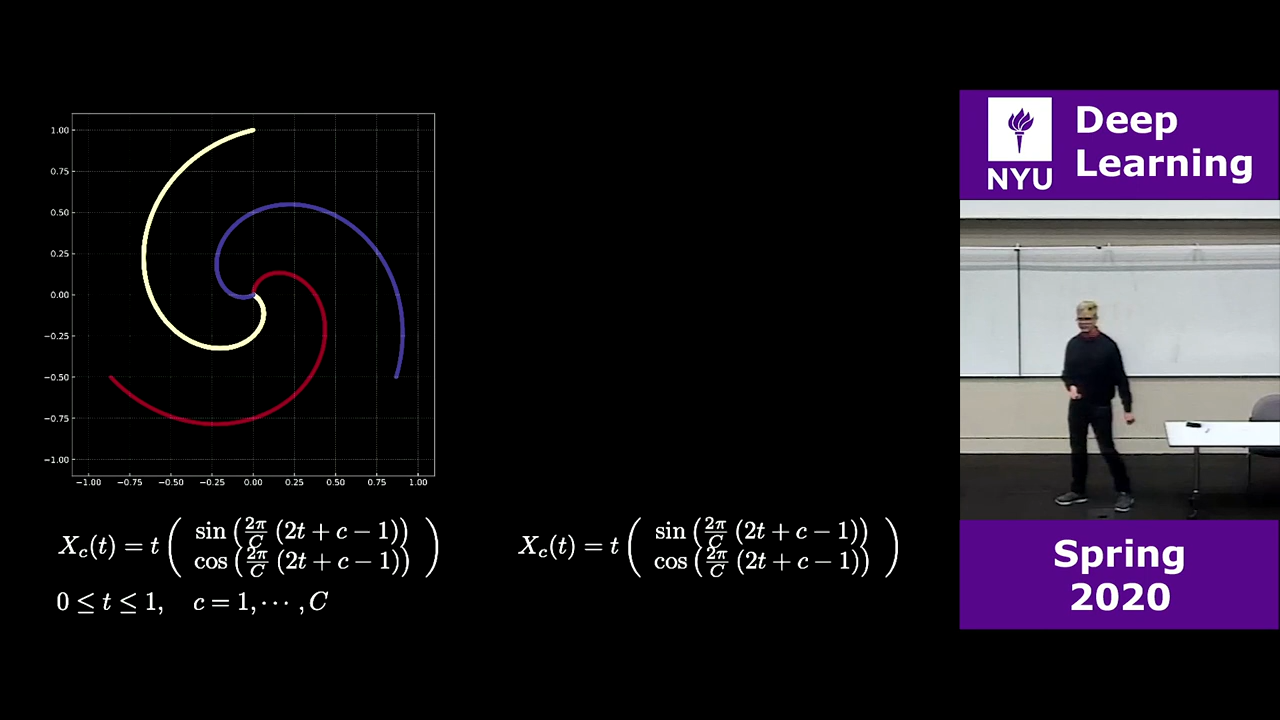 1.00
0.75
0.50
0.25
0.00
−0.25
−0.50
−0.75
−1.00
−1.00 −0.75 −0.50 −0.25 0.00 0.25 0.50 0.75 1.00
X_c(t) = t ( sin (2π/C (2t + c − 1))
cos (2π/C (2t + c − 1)) )
0 ≤ t ≤ 1, c = 1, ⋯ , C
X_c(t) = t ( sin (2π/C (2t + c − 1))
cos (2π/C (2t + c − 1)) )
NYU
Deep
Learning
Spring
2020